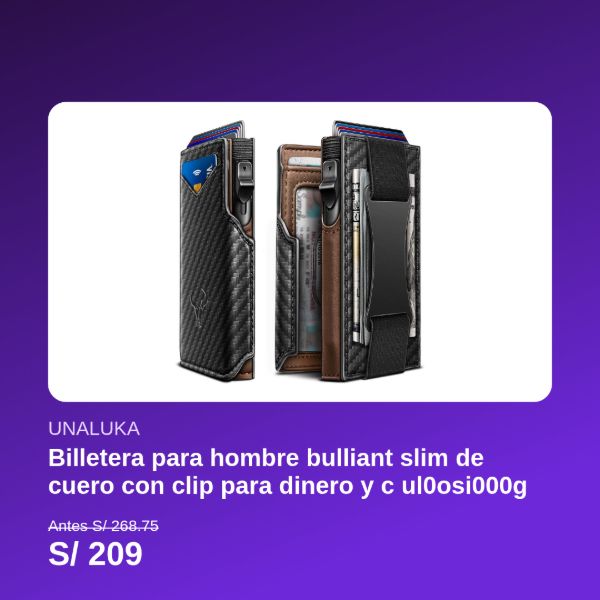 UNALUKA
Billetera para hombre bulliant slim de
cuero con clip para dinero y c ul0osi000g
Antes S/ 268.75
S/ 209